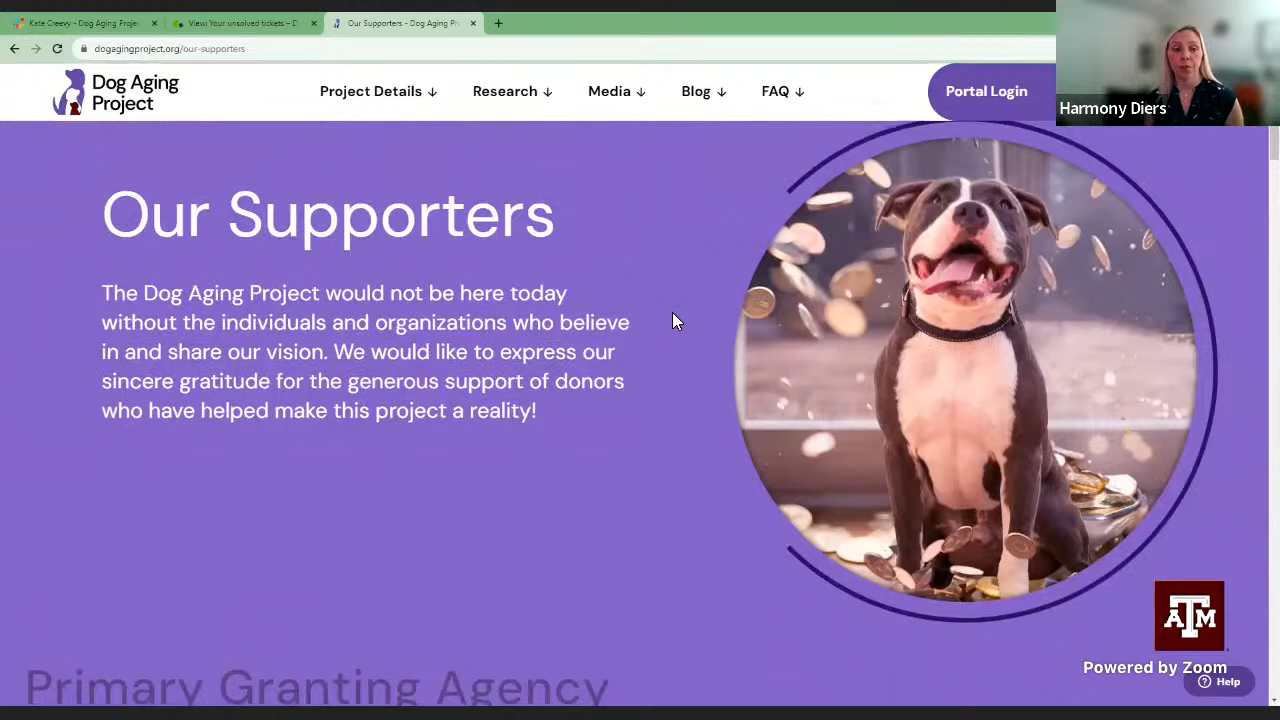 Kate Creevy - Dog Aging Proje
View! Your unsolved tickets – D
Our Supporters - Dog Aging Pr
dogagingproject.org/our-supporters
Dog Aging
Project
Project Details ↓
Research ↓
Media ↓
Blog ↓
FAQ ↓
Portal Login
Harmony Diers
Our Supporters
The Dog Aging Project would not be here today
without the individuals and organizations who believe
in and share our vision. We would like to express our
sincere gratitude for the generous support of donors
who have helped make this project a reality!
ATM
Powered by Zoom
Help
Primary Granting Agency